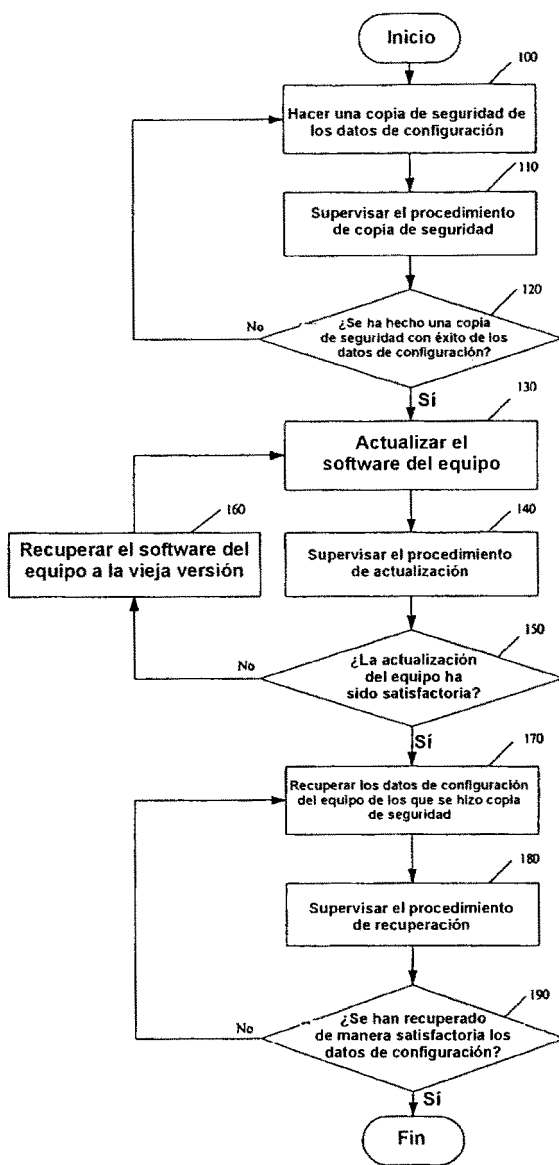 Inicio
100
Hacer una copia de seguridad de
los datos de configuración
110
Supervisar el procedimiento
de copia de seguridad
120
No
¿Se ha hecho una copia
de seguridad con éxito de los
datos de configuración?
Sí
130
Actualizar el
software del equipo
160
140
Recuperar el software del
equipo a la vieja versión
Supervisar el procedimiento
de actualización
150
No
¿La actualización
del equipo ha
sido satisfactoria?
Sí
170
Recuperar los datos de configuración
del equipo de los que se hizo copia
de seguridad
180
Supervisar el procedimiento
de recuperación
190
No
¿Se han recuperado
de manera satisfactoria los
datos de configuración?
Sí
Fin